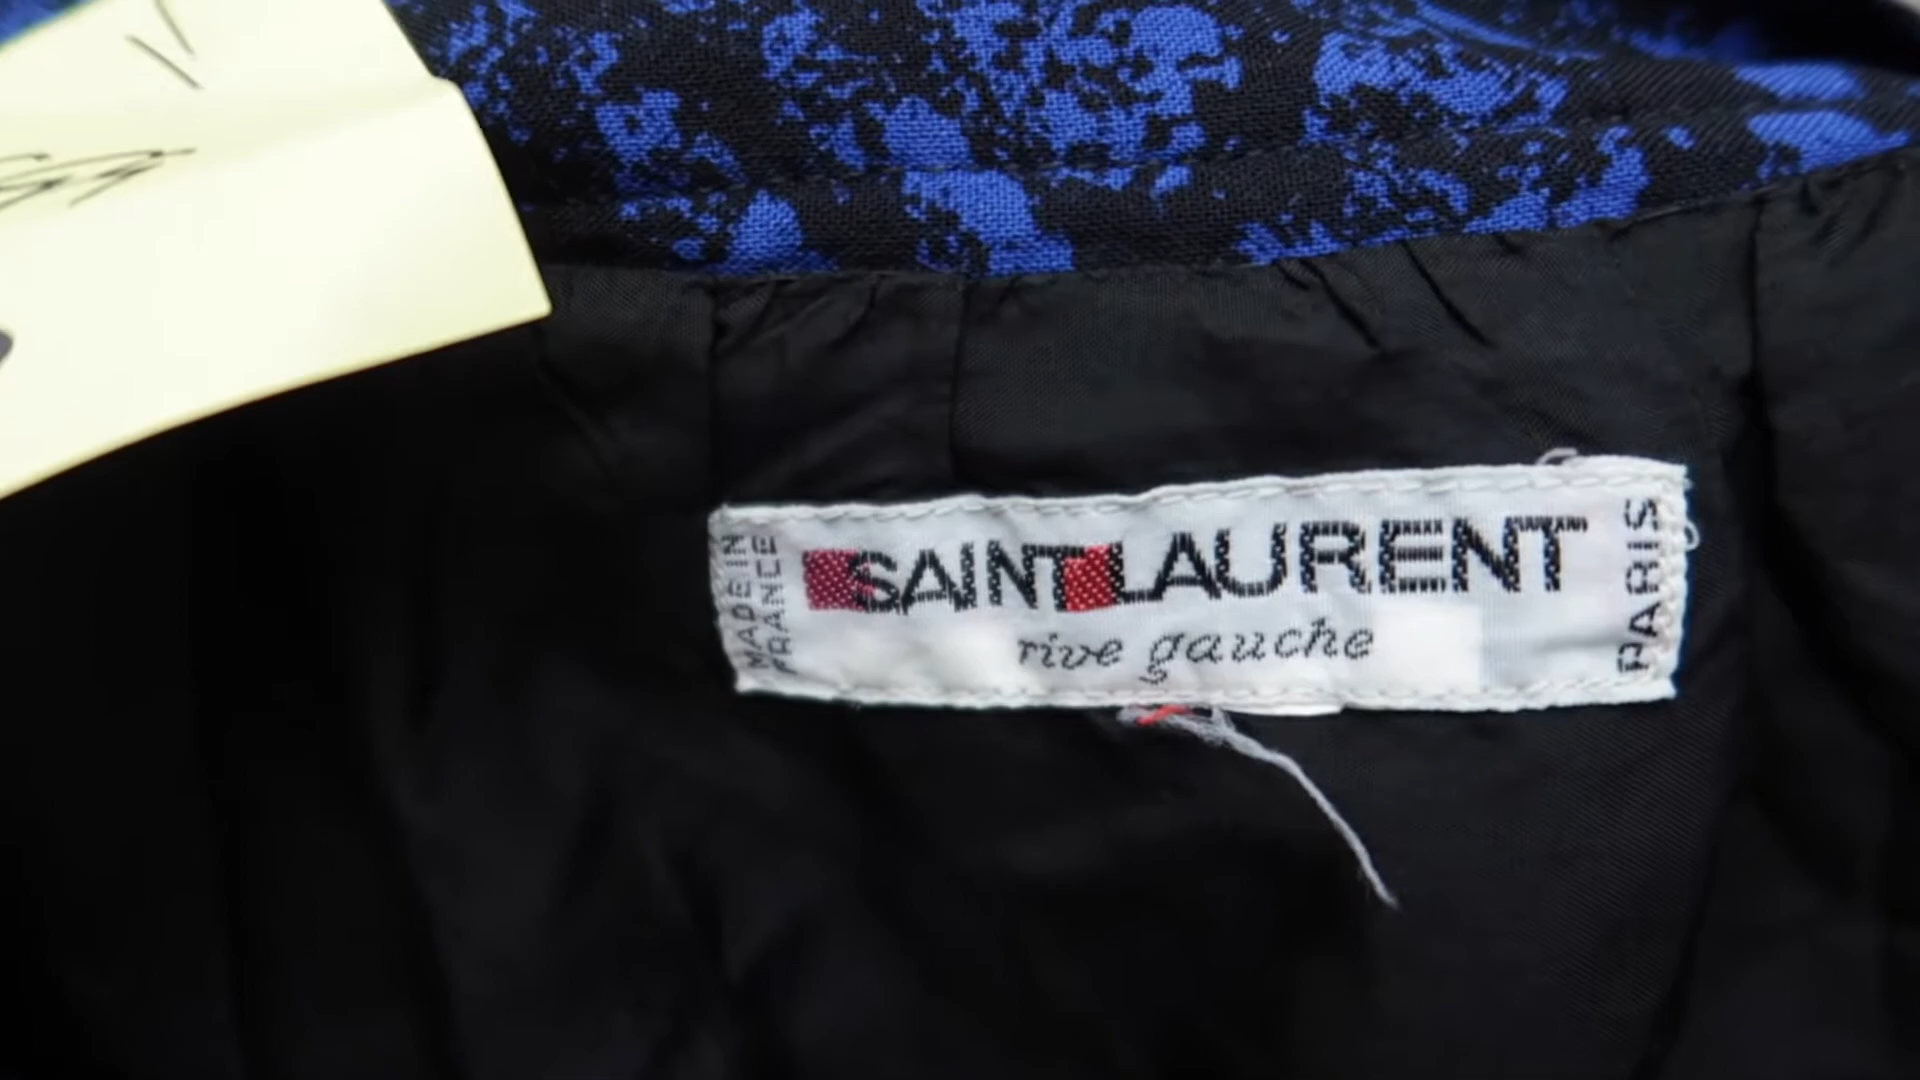 MADE IN
FRANCE
SAINT LAURENT
rive gauche
PARIS